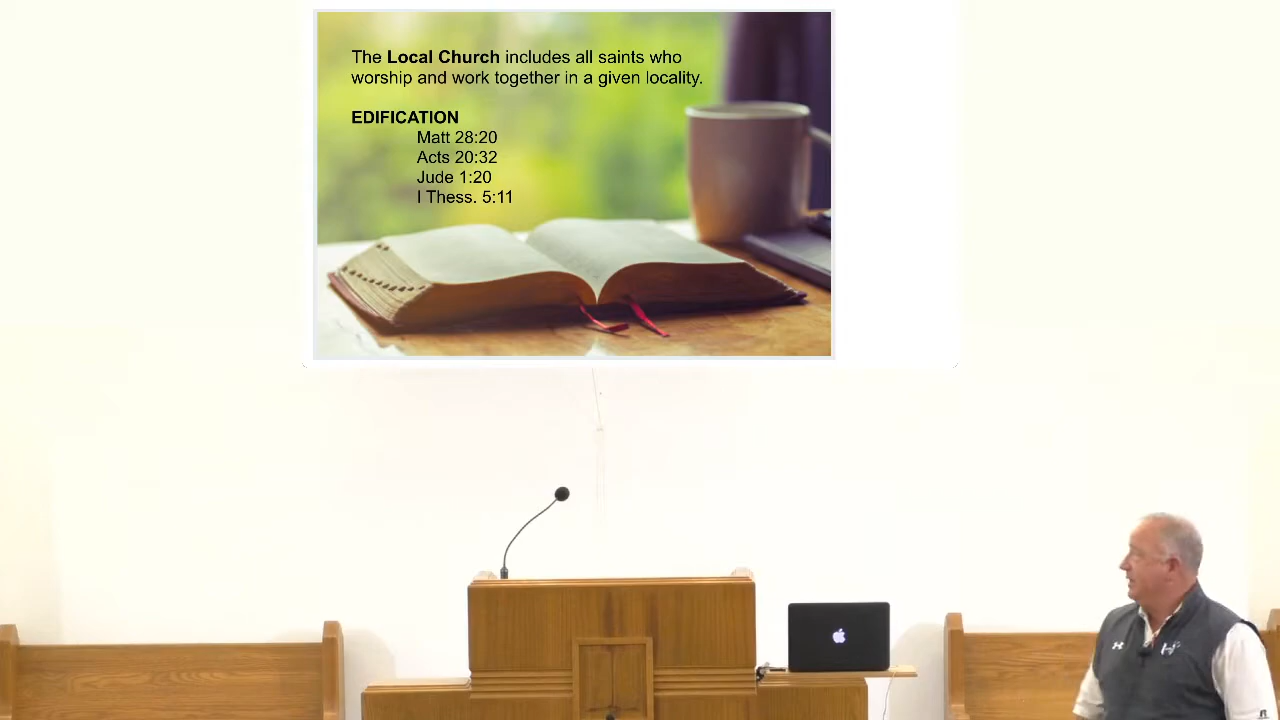 The Local Church includes all saints who
worship and work together in a given locality.
EDIFICATION
Matt 28:20
Acts 20:32
Jude 1:20
I Thess. 5:11